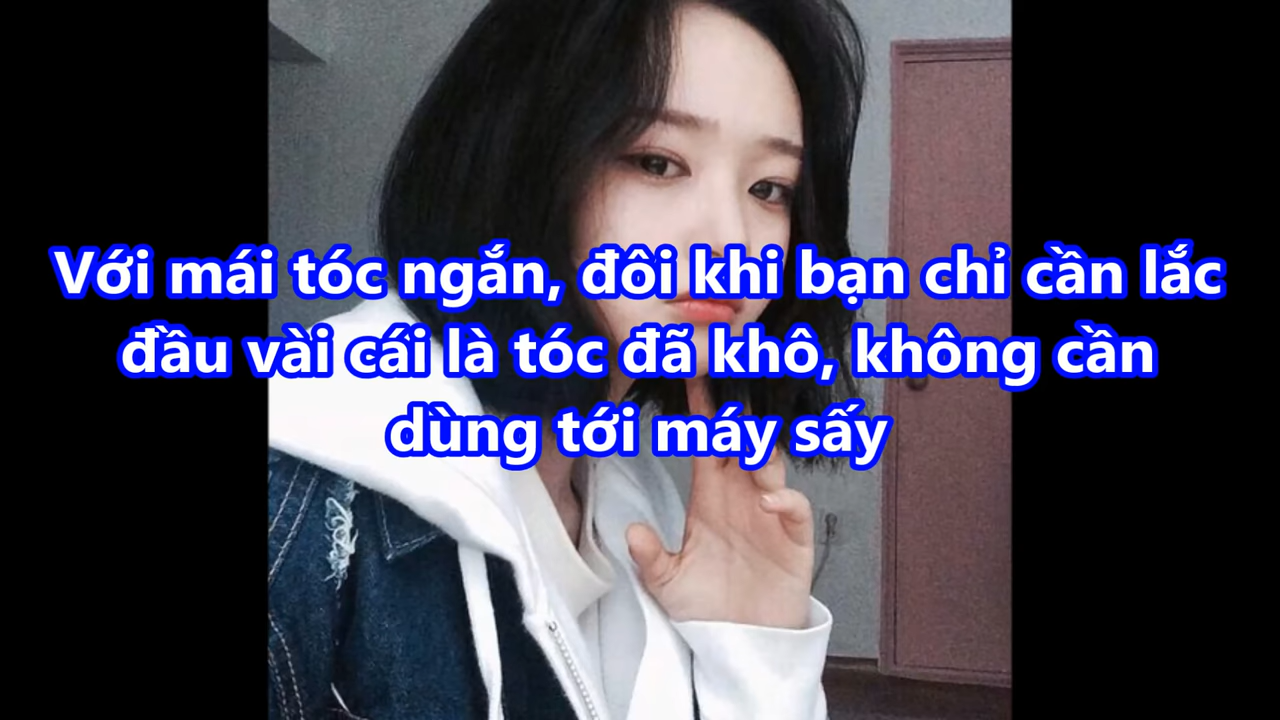 Với mái tóc ngắn, đôi khi bạn chỉ cần lắc
đầu vài cái là tóc đã khô, không cần
dùng tới máy sấy